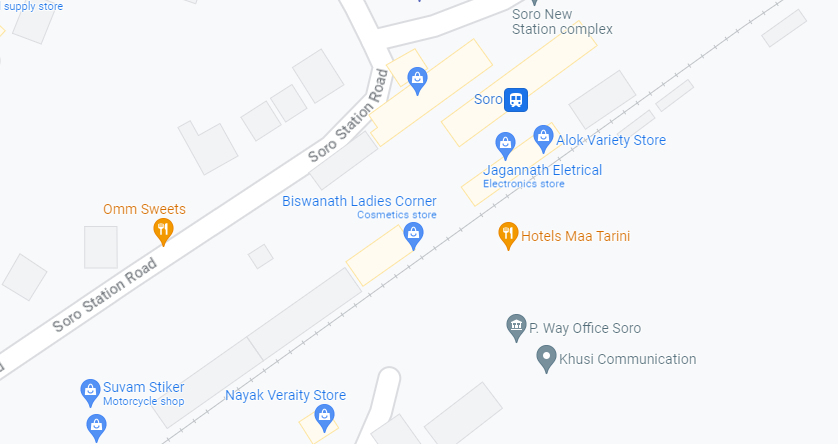 l supply store
Soro New
Station complex
Soro Station Road
Soro
Alok Variety Store
Jagannath Eletrical
Electronics store
Omm Sweets
Biswanath Ladies Corner
Cosmetics store
Hotels Maa Tarini
Soro Station Road
P. Way Office Soro
Khusi Communication
Suvam Stiker
Motorcycle shop
Nayak Veraity Store